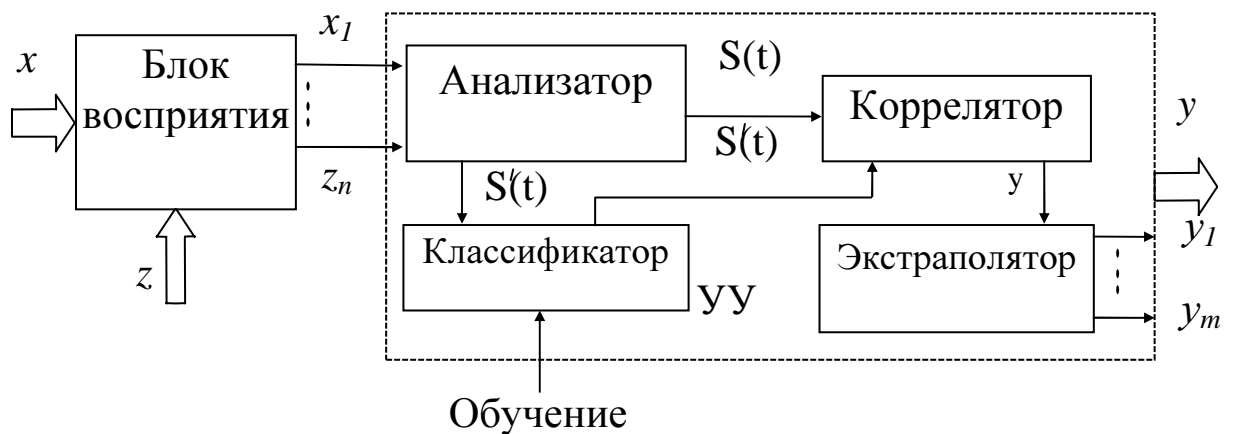 x
Блок
восприятия
x1
zn
z
Анализатор
S(t)
S'(t)
S'(t)
Классификатор
Коррелятор
y
Экстраполятор
УУ
Обучение
y
y1
ym